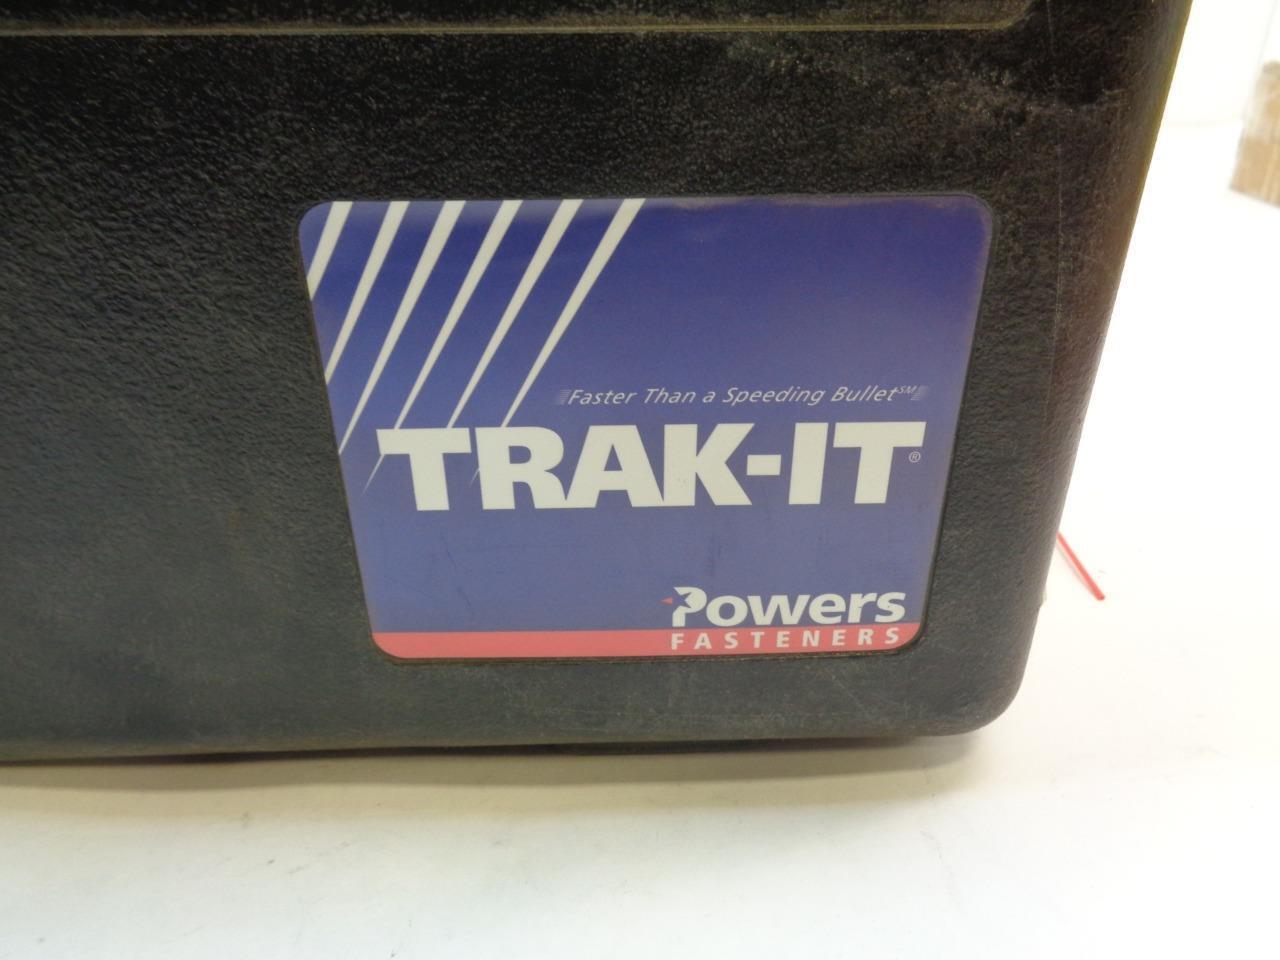 Faster Than a Speeding Bullet℠
TRAK-IT®
Powers
FASTENERS